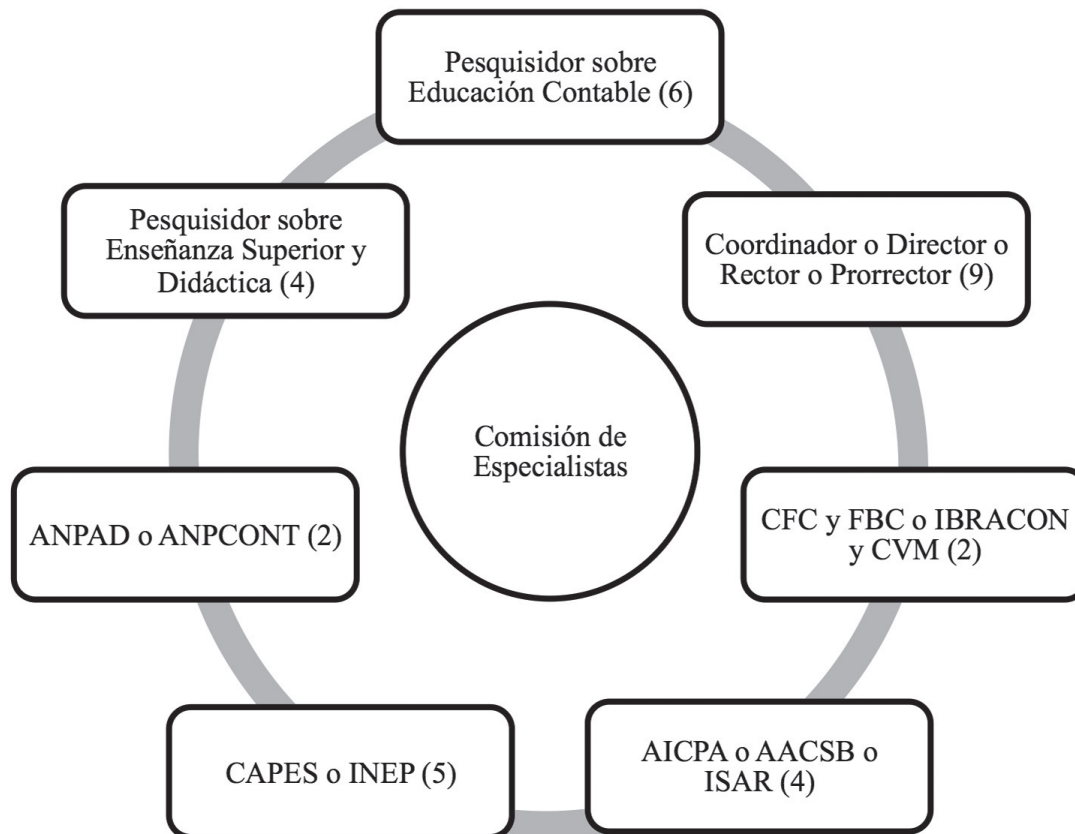 Pesquisidor sobre
Educación Contable (6)
Pesquisidor sobre
Enseñanza Superior y
Didáctica (4)
Coordinador o Director o
Rector o Prorrector (9)
Comisión de
Especialistas
ANPAD o ANPCONT (2)
CFC y FBC o IBRACON
y CVM (2)
CAPES o INEP (5)
AICPA o AACSB o
ISAR (4)